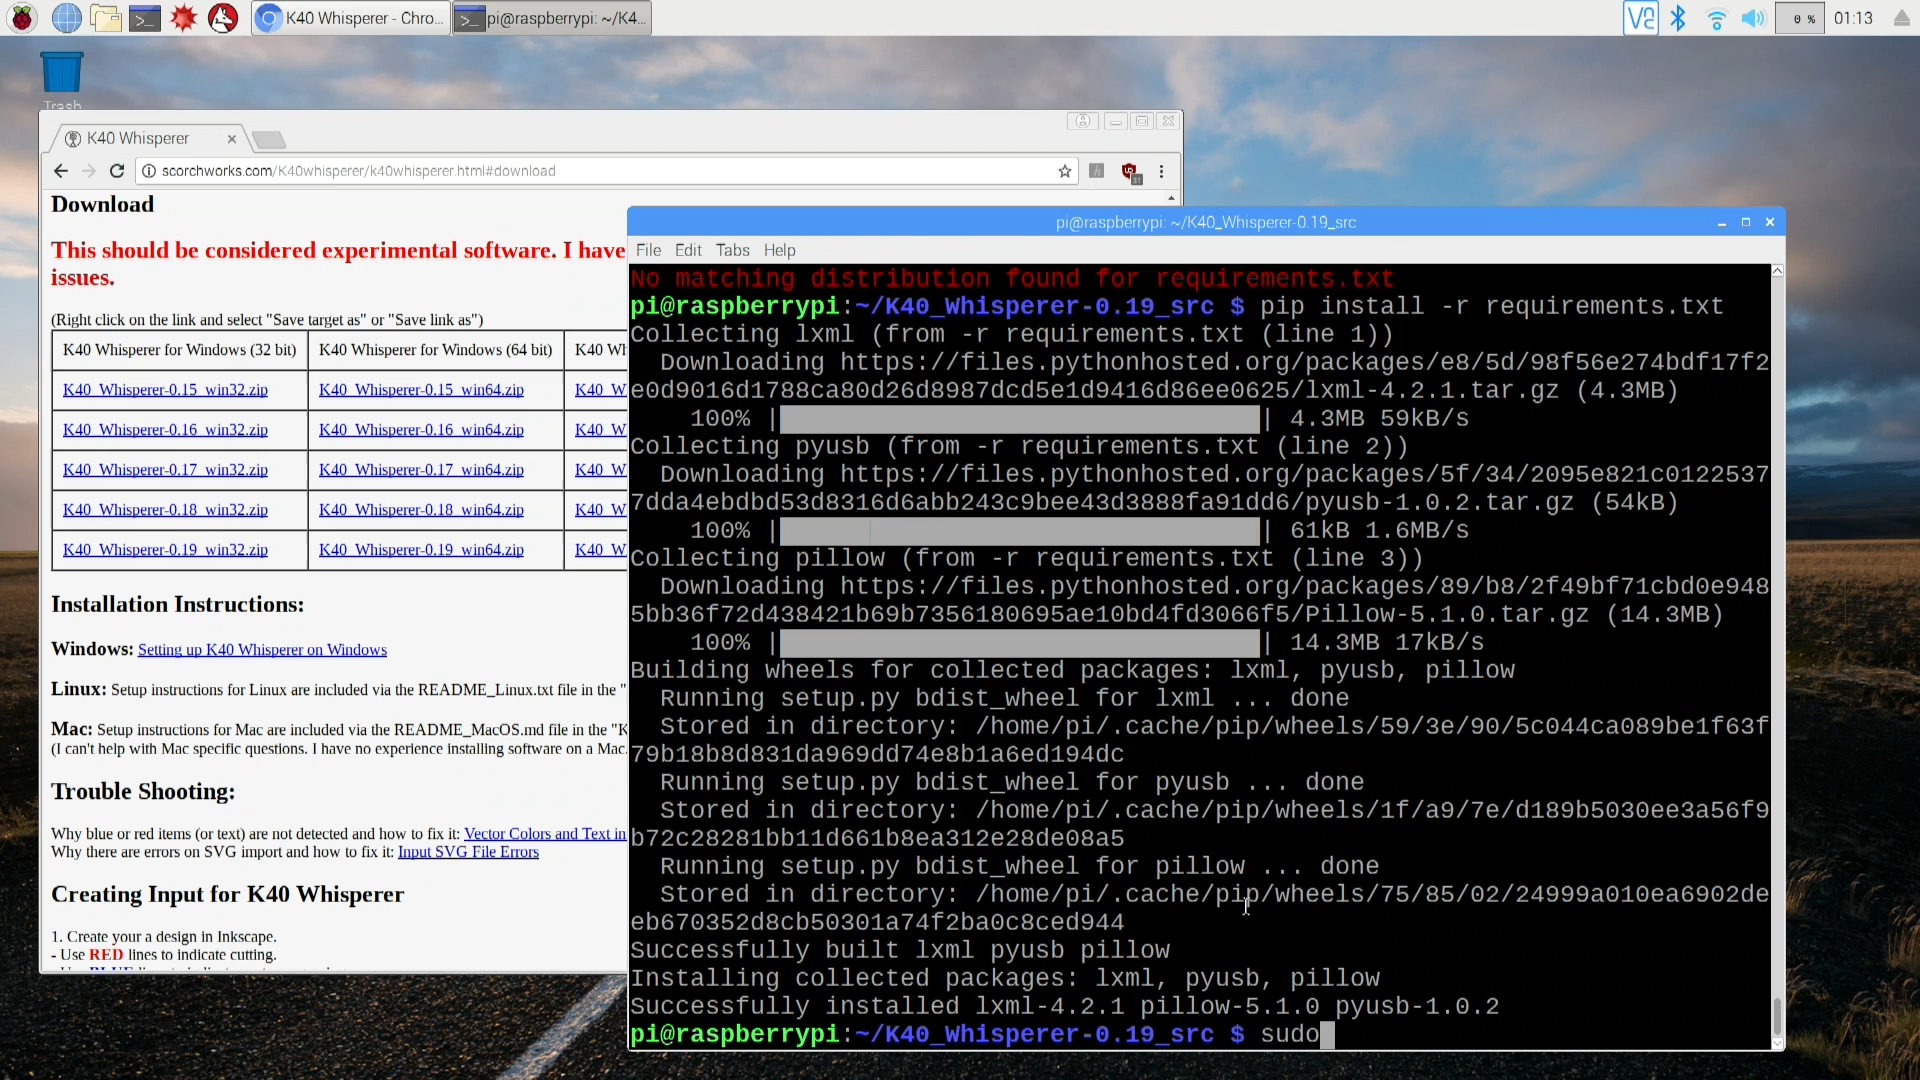 K40 Whisperer - Chro...
pi@raspberrypi: ~/K4...
0 %
01:13
Trash
K40 Whisperer
scorchworks.com/K40whisperer/k40whisperer.html#download
31
Download
This should be considered experimental software. I have
issues.
(Right click on the link and select "Save target as" or "Save link as")
K40 Whisperer for Windows (32 bit) K40 Whisperer for Windows (64 bit) K40 Wh
K40_Whisperer-0.15_win32.zip K40_Whisperer-0.15_win64.zip K40_W
K40_Whisperer-0.16_win32.zip K40_Whisperer-0.16_win64.zip K40_W
K40_Whisperer-0.17_win32.zip K40_Whisperer-0.17_win64.zip K40_W
K40_Whisperer-0.18_win32.zip K40_Whisperer-0.18_win64.zip K40_W
K40_Whisperer-0.19_win32.zip K40_Whisperer-0.19_win64.zip K40_W
Installation Instructions:
Windows: Setting up K40 Whisperer on Windows
Linux: Setup instructions for Linux are included via the README_Linux.txt file in the "
Mac: Setup instructions for Mac are included via the README_MacOS.md file in the "K
(I can't help with Mac specific questions. I have no experience installing software on a Mac.
Trouble Shooting:
Why blue or red items (or text) are not detected and how to fix it: Vector Colors and Text in
Why there are errors on SVG import and how to fix it: Input SVG File Errors
Creating Input for K40 Whisperer
1. Create your a design in Inkscape.
- Use RED lines to indicate cutting.
pi@raspberrypi: ~/K40_Whisperer-0.19_src
File Edit Tabs Help
No matching distribution found for requirements.txt
pi@raspberrypi:~/K40_Whisperer-0.19_src $ pip install -r requirements.txt
Collecting lxml (from -r requirements.txt (line 1))
Downloading https://files.pythonhosted.org/packages/e8/5d/98f56e274bdf17f2
e0d9016d1788ca80d26d8987dcd5e1d9416d86ee0625/lxml-4.2.1.tar.gz (4.3MB)
100% | | 4.3MB 59kB/s
Collecting pyusb (from -r requirements.txt (line 2))
Downloading https://files.pythonhosted.org/packages/5f/34/2095e821c0122537
7dda4ebdbd53d8316d6abb243c9bee43d3888fa91dd6/pyusb-1.0.2.tar.gz (54kB)
100% | | 61kB 1.6MB/s
Collecting pillow (from -r requirements.txt (line 3))
Downloading https://files.pythonhosted.org/packages/89/b8/2f49bf71cbd0e948
5bb36f72d438421b69b7356180695ae10bd4fd3066f5/Pillow-5.1.0.tar.gz (14.3MB)
100% | | 14.3MB 17kB/s
Building wheels for collected packages: lxml, pyusb, pillow
Running setup.py bdist_wheel for lxml ... done
Stored in directory: /home/pi/.cache/pip/wheels/59/3e/90/5c044ca089be1f63f
79b18b8d831da969dd74e8b1a6ed194dc
Running setup.py bdist_wheel for pyusb ... done
Stored in directory: /home/pi/.cache/pip/wheels/1f/a9/7e/d189b5030ee3a56f9
b72c28281bb11d661b8ea312e28de08a5
Running setup.py bdist_wheel for pillow ... done
Stored in directory: /home/pi/.cache/pip/wheels/75/85/02/24999a010ea6902de
eb670352d8cb50301a74f2ba0c8ced944
Successfully built lxml pyusb pillow
Installing collected packages: lxml, pyusb, pillow
Successfully installed lxml-4.2.1 pillow-5.1.0 pyusb-1.0.2
pi@raspberrypi:~/K40_Whisperer-0.19_src $ sudo